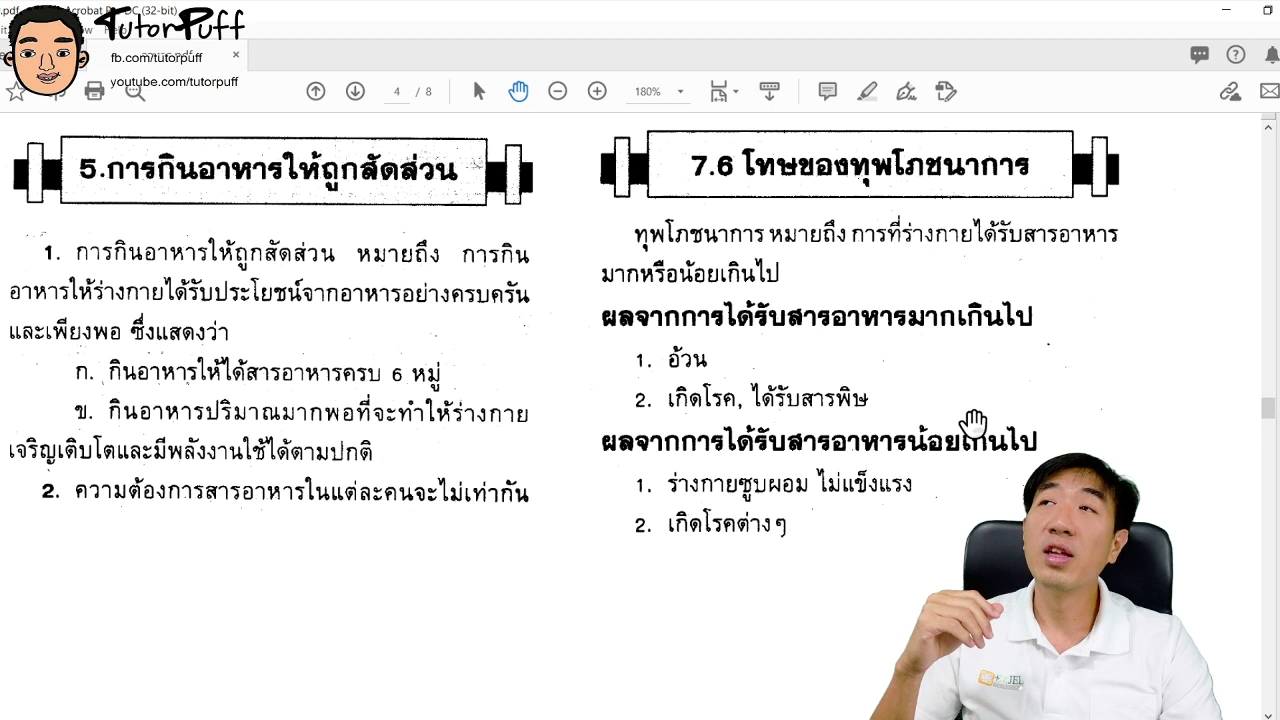 Acrobat
DC (32-bit)
TutorPuff
fb.com/tutorpuff
youtube.com/tutorpuff
4 / 8
180%
5.การกินอาหารให้ถูกสัดส่วน
1. การกินอาหารให้ถูกสัดส่วน หมายถึง การกิน
อาหารให้ร่างกายได้รับประโยชน์จากอาหารอย่างครบครัน
และเพียงพอ ซึ่งแสดงว่า
ก. กินอาหารให้ได้สารอาหารครบ 6 หมู่
ข. กินอาหารปริมาณมากพอที่จะทำให้ร่างกาย
เจริญเติบโตและมีพลังงานใช้ได้ตามปกติ
2. ความต้องการสารอาหารในแต่ละคนจะไม่เท่ากัน
7.6 โทษของทุพโภชนาการ
ทุพโภชนาการ หมายถึง การที่ร่างกายได้รับสารอาหาร
มากหรือน้อยเกินไป
ผลจากการได้รับสารอาหารมากเกินไป
1. อ้วน
2. เกิดโรค, ได้รับสารพิษ
ผลจากการได้รับสารอาหารน้อยเกินไป
1. ร่างกายซูบผอม ไม่แข็งแรง
2. เกิดโรคต่างๆ